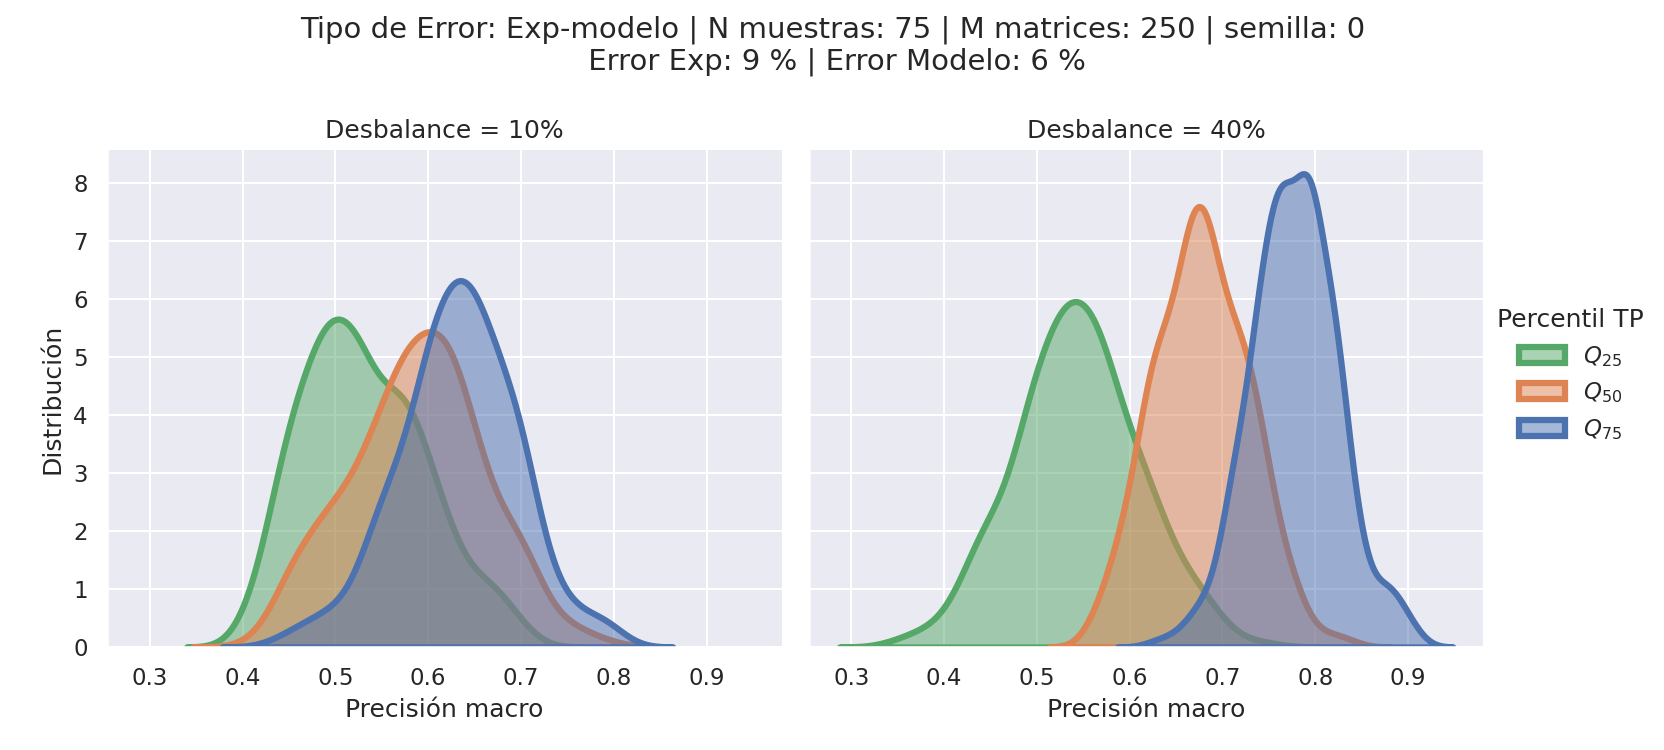 Tipo de Error: Exp-modelo | N muestras: 75 | M matrices: 250 | semilla: 0
Error Exp: 9 % | Error Modelo: 6 %
Desbalance = 10%
Desbalance = 40%
8
7
6
5
4
3
2
1
0
Distribución
0.3 0.4 0.5 0.6 0.7 0.8 0.9
0.3 0.4 0.5 0.6 0.7 0.8 0.9
Precisión macro
Precisión macro
Percentil TP
Q25
Q50
Q75